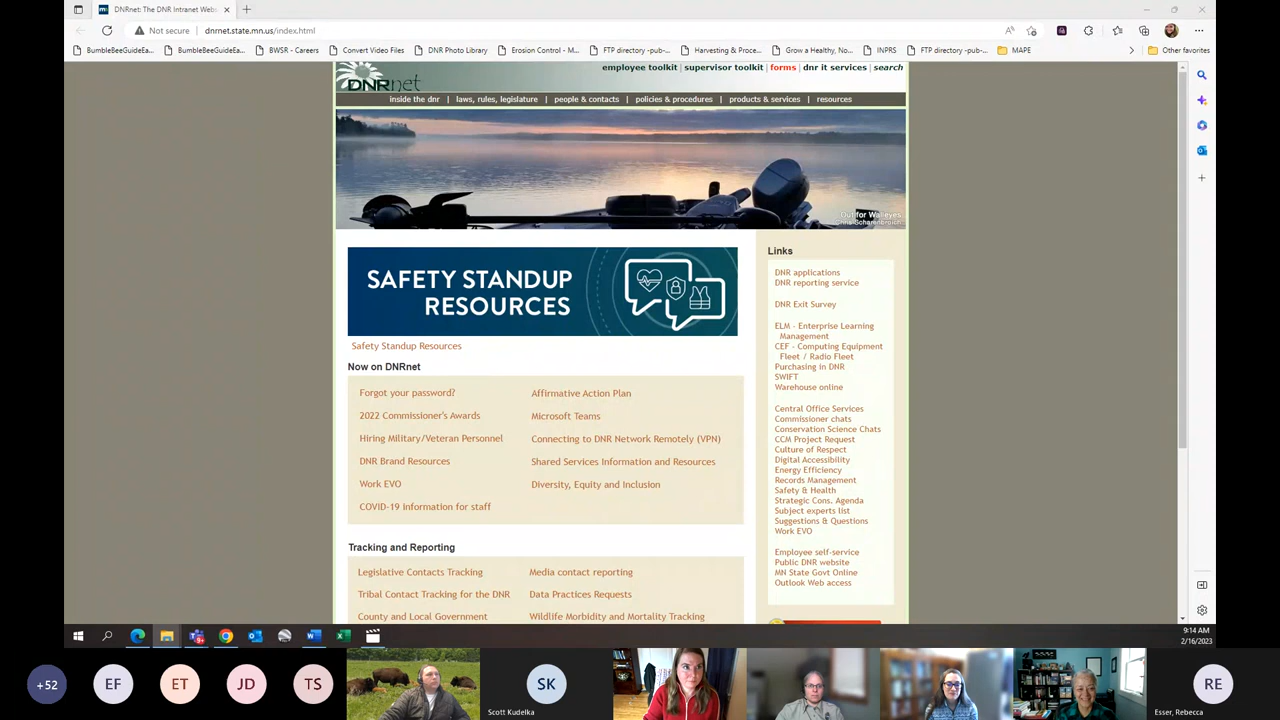 DNRnet: The DNR Intranet Webs
Not secure | dnrnet.state.mn.us/index.html
BumbleBeeGuideEa... BumbleBeeGuideEa... BWSR - Careers Convert Video Files DNR Photo Library Erosion Control - M... FTP directory -pub-... Harvesting & Proce... Grow a Healthy, No... INPRS FTP directory -pub-... MAPE Other favorites
employee toolkit | supervisor toolkit | forms | dnr it services | search
DNRnet
inside the dnr | laws, rules, legislature | people & contacts | policies & procedures | products & services | resources
Out for Walleyes
SAFETY STANDUP
RESOURCES
Safety Standup Resources
Now on DNRnet
Forgot your password? Affirmative Action Plan
2022 Commissioner's Awards Microsoft Teams
Hiring Military/Veteran Personnel Connecting to DNR Network Remotely (VPN)
DNR Brand Resources Shared Services Information and Resources
Work EVO Diversity, Equity and Inclusion
COVID-19 information for staff
Tracking and Reporting
Legislative Contacts Tracking Media contact reporting
Tribal Contact Tracking for the DNR Data Practices Requests
County and Local Government Wildlife Morbidity and Mortality Tracking
Links
DNR applications
DNR reporting service
DNR Exit Survey
ELM - Enterprise Learning
Management
CEF - Computing Equipment
Fleet / Radio Fleet
Purchasing in DNR
SWIFT
Warehouse online
Central Office Services
Commissioner chats
Conservation Science Chats
CCM Project Request
Culture of Respect
Digital Accessibility
Energy Efficiency
Records Management
Safety & Health
Strategic Cons. Agenda
Subject experts list
Suggestions & Questions
Work EVO
Employee self-service
Public DNR website
MN State Govt Online
Outlook Web access
9:14 AM
2/16/2023
+52 EF ET JD TS SK RE
Scott Kudelka Esser, Rebecca